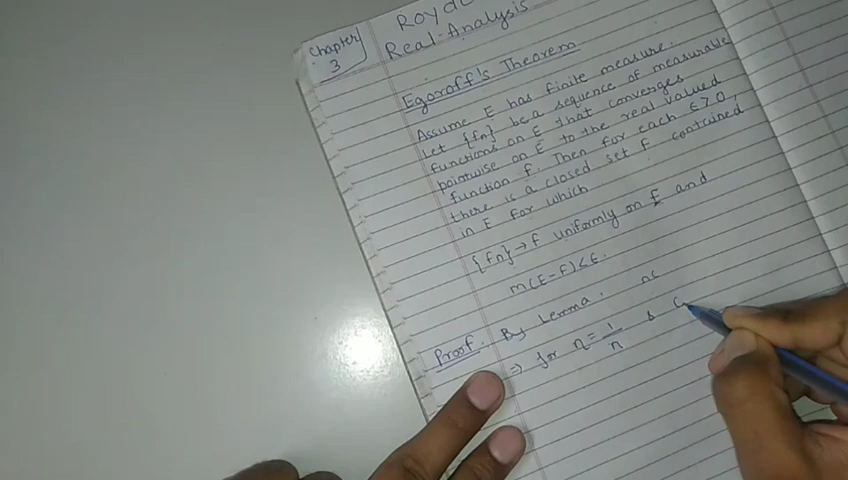 Chapter
3
Real-Analysis
Egoroff's Theorem
Assume E has finite measure.
Let {fn} be a sequence of measurable
functions on E that converges
pointwise on E to the real valued
function f. Then for each ε>0,
there is a closed set F contained
in E for which
{fn}→f uniformly on F and
m(E-F)<ε.
Proof. By Lemma.
⇒ for η = 1/n &